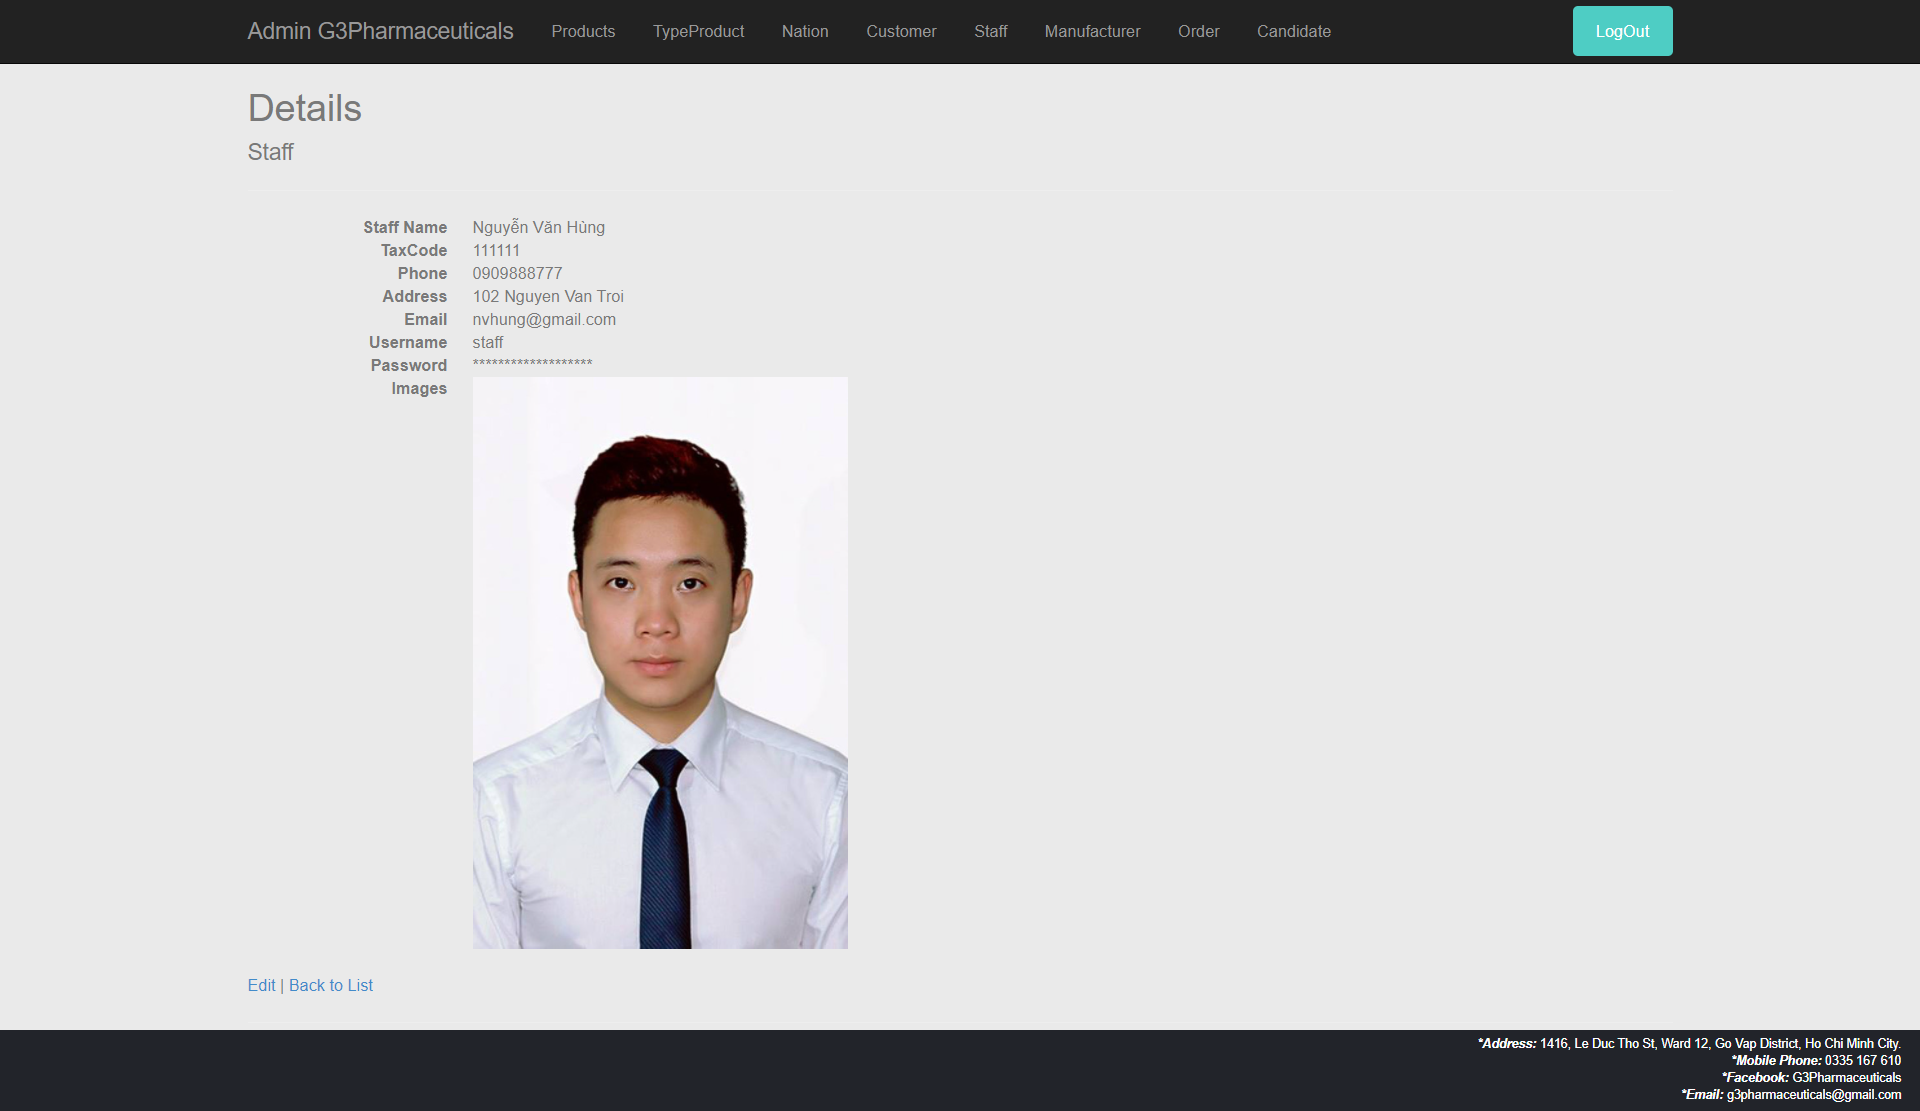 Admin G3Pharmaceuticals Products TypeProduct Nation Customer Staff Manufacturer Order Candidate LogOut
Details
Staff
Staff Name Nguyễn Văn Hùng
TaxCode 111111
Phone 0909888777
Address 102 Nguyen Van Troi
Email nvhung@gmail.com
Username staff
Password *******************
Images
Edit | Back to List
*Address: 1416, Le Duc Tho St, Ward 12, Go Vap District, Ho Chi Minh City.
*Mobile Phone: 0335 167 610
*Facebook: G3Pharmaceuticals
*Email: g3pharmaceuticals@gmail.com